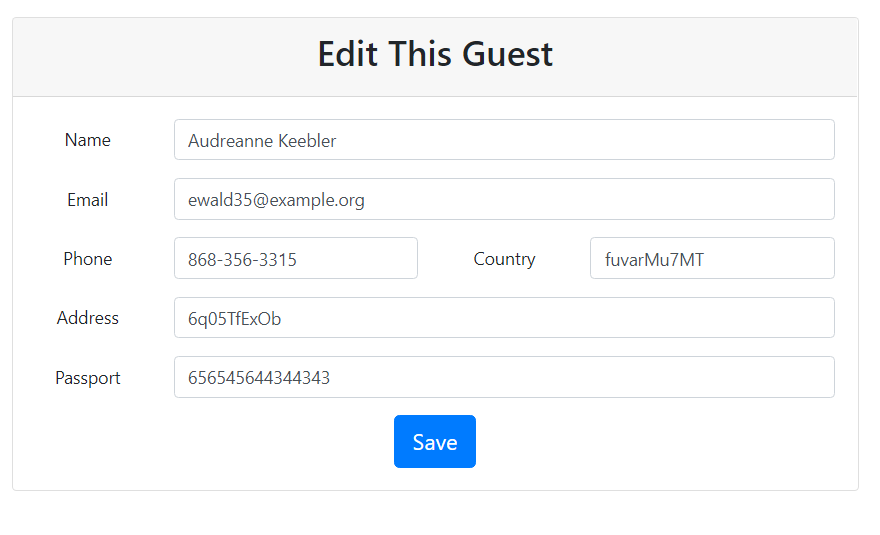 Edit This Guest
Name Audreanne Keebler
Email ewald35@example.org
Phone 868-356-3315 Country fuvarMu7MT
Address 6q05TfExOb
Passport 656545644344343
Save